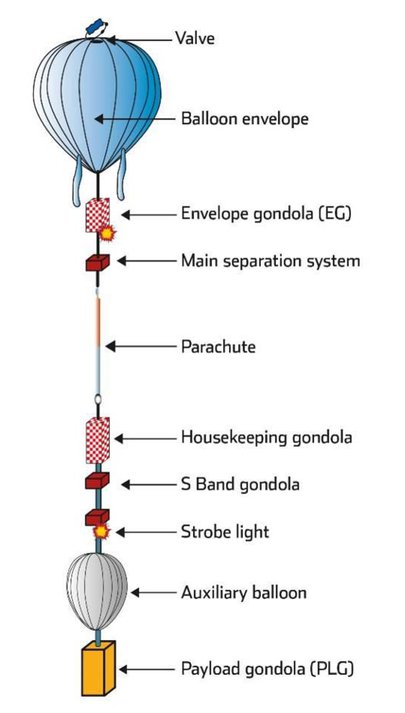 Valve
Balloon envelope
Envelope gondola (EG)
Main separation system
Parachute
Housekeeping gondola
S Band gondola
Strobe light
Auxiliary balloon
Payload gondola (PLG)